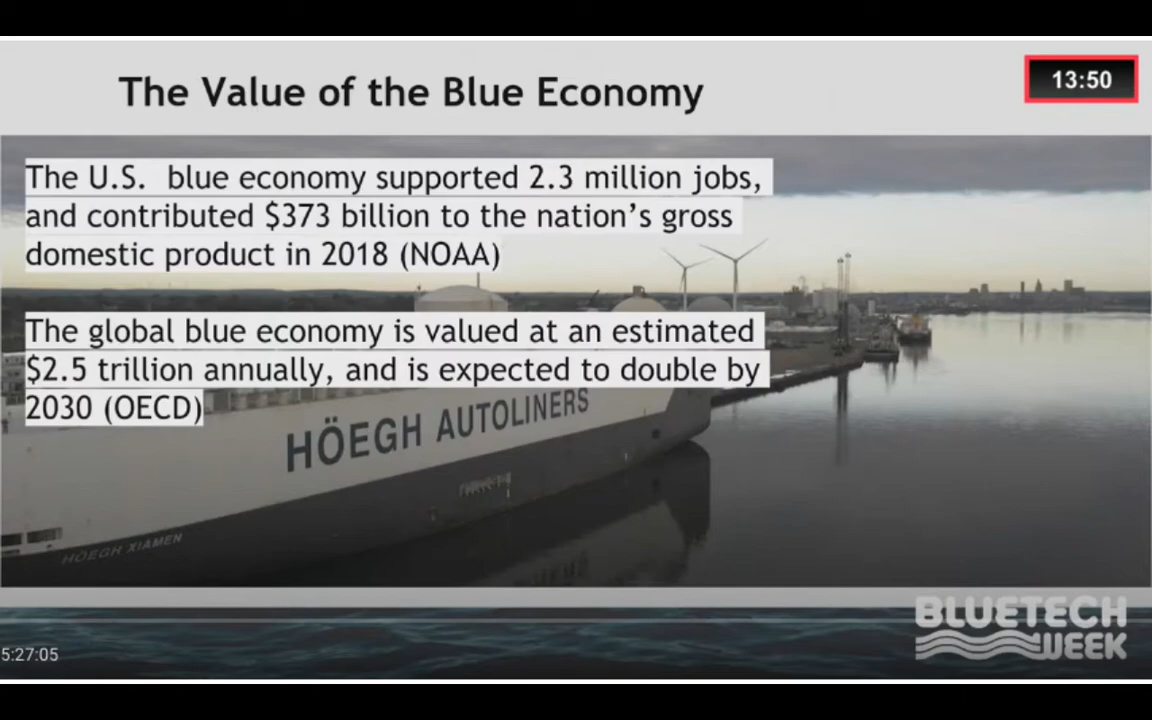 The Value of the Blue Economy
13:50
The U.S. blue economy supported 2.3 million jobs,
and contributed $373 billion to the nation's gross
domestic product in 2018 (NOAA)
The global blue economy is valued at an estimated
$2.5 trillion annually, and is expected to double by
2030 (OECD)
HÖEGH AUTOLINERS
HÖEGH XIAMEN
BLUETECH
WEEK
5:27:05